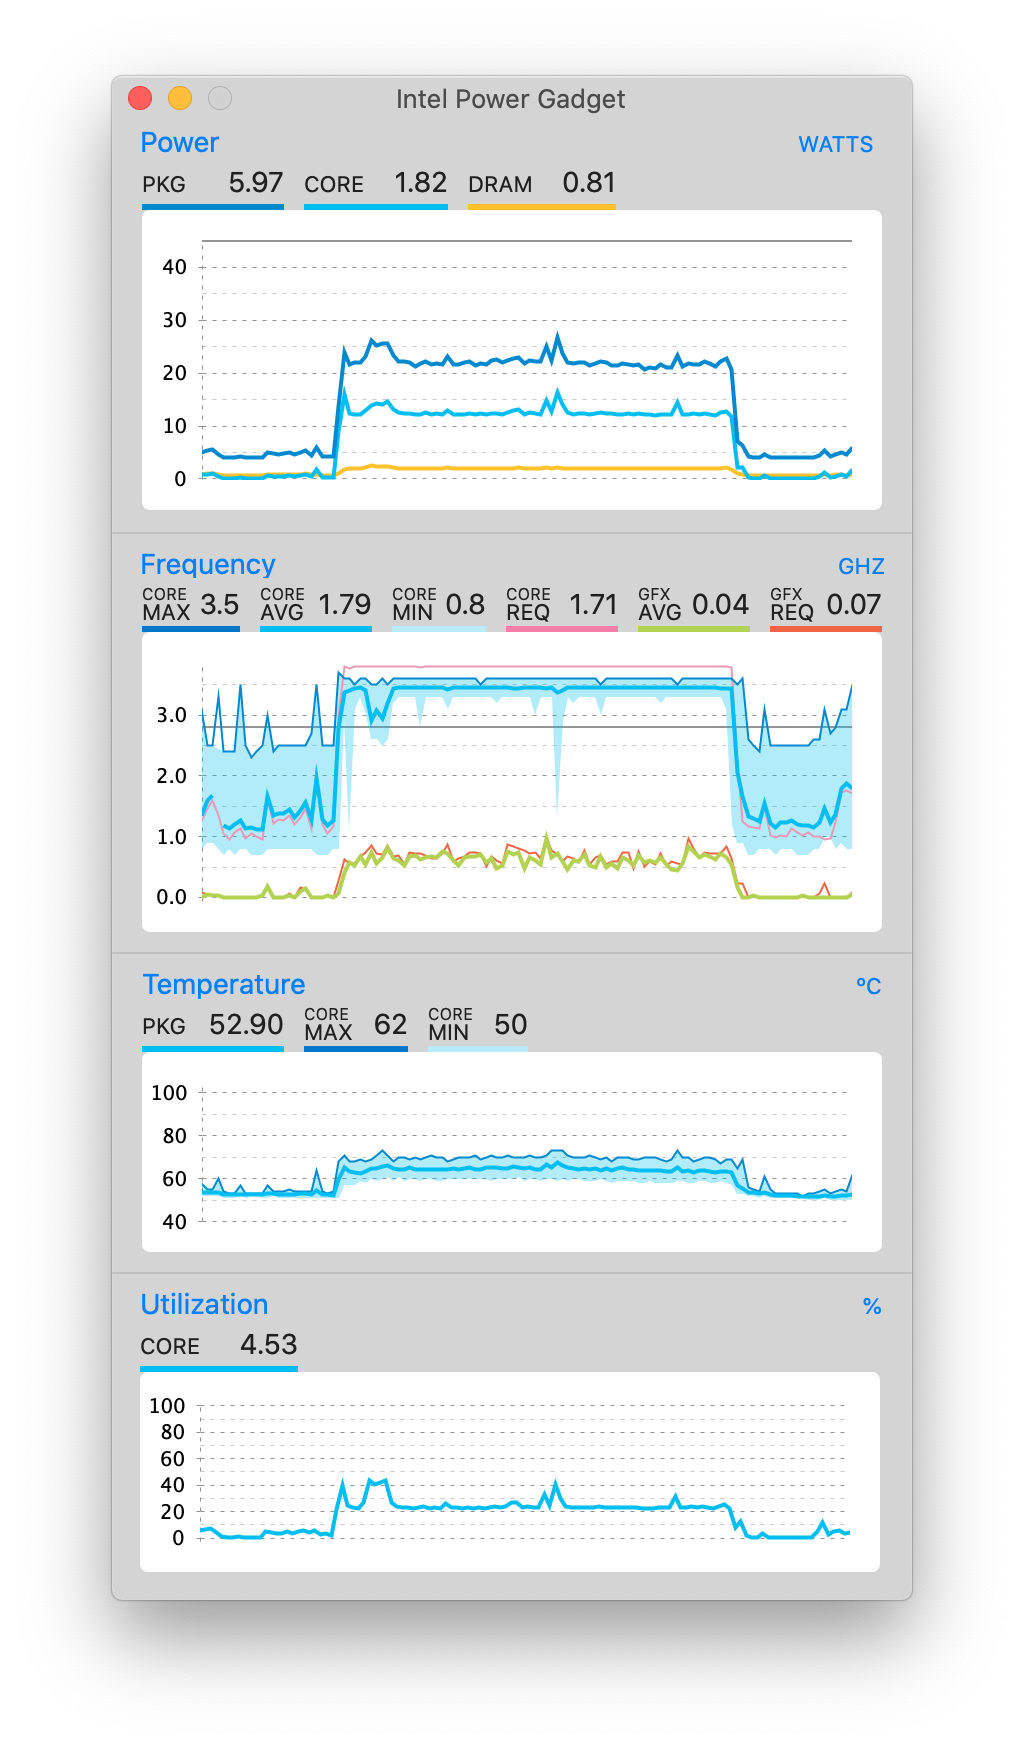 Intel Power Gadget
Power WATTS
PKG 5.97 CORE 1.82 DRAM 0.81
40
30
20
10
0
Frequency GHZ
CORE MAX 3.5 CORE AVG 1.79 CORE MIN 0.8 CORE REQ 1.71 GFX AVG 0.04 GFX REQ 0.07
3.0
2.0
1.0
0.0
Temperature ºC
PKG 52.90 CORE MAX 62 CORE MIN 50
100
80
60
40
Utilization %
CORE 4.53
100
80
60
40
20
0